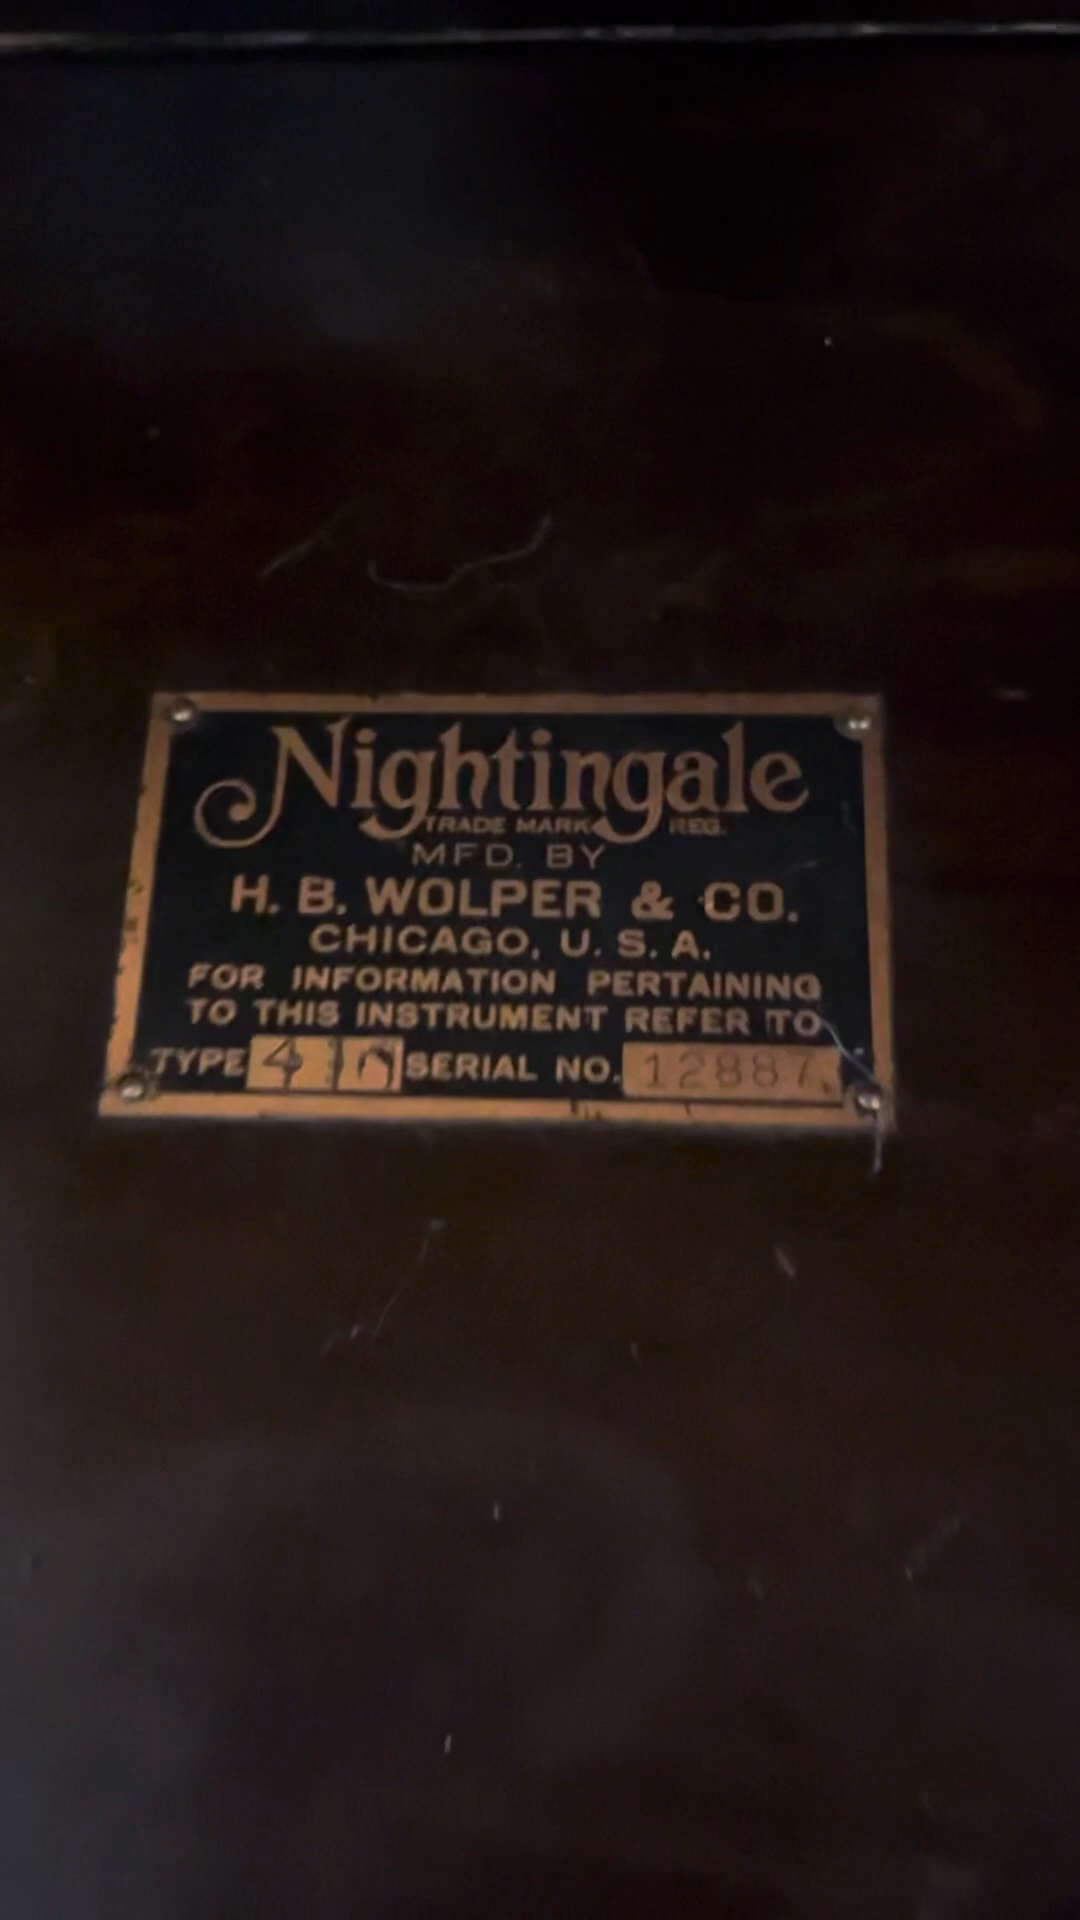 Nightingale
TRADE MARK REG.
MFD. BY
H. B. WOLPER & CO.
CHICAGO, U. S. A.
FOR INFORMATION PERTAINING
TO THIS INSTRUMENT REFER TO
TYPE 4 SERIAL NO. 12887